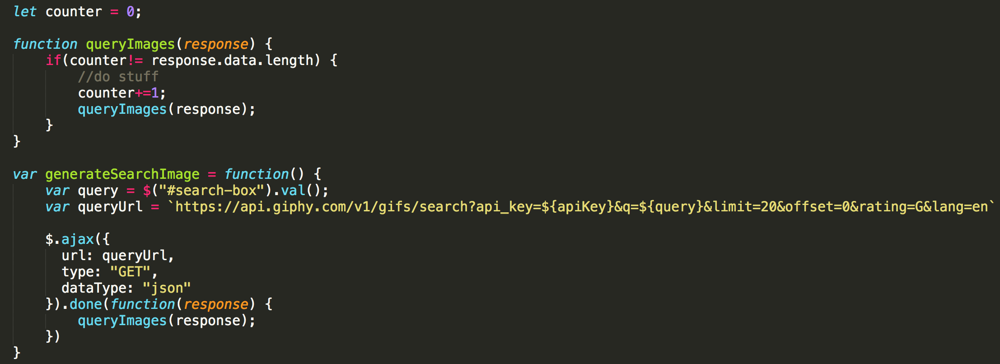 let counter = 0;
function queryImages(response) {
if(counter!= response.data.length) {
//do stuff
counter+=1;
queryImages(response);
}
}
var generateSearchImage = function() {
var query = $("#search-box").val();
var queryUrl = `https://api.giphy.com/v1/gifs/search?api_key=${apiKey}&q=${query}&limit=20&offset=0&rating=G&lang=en`
$.ajax({
url: queryUrl,
type: "GET",
dataType: "json"
}).done(function(response) {
queryImages(response);
})
}